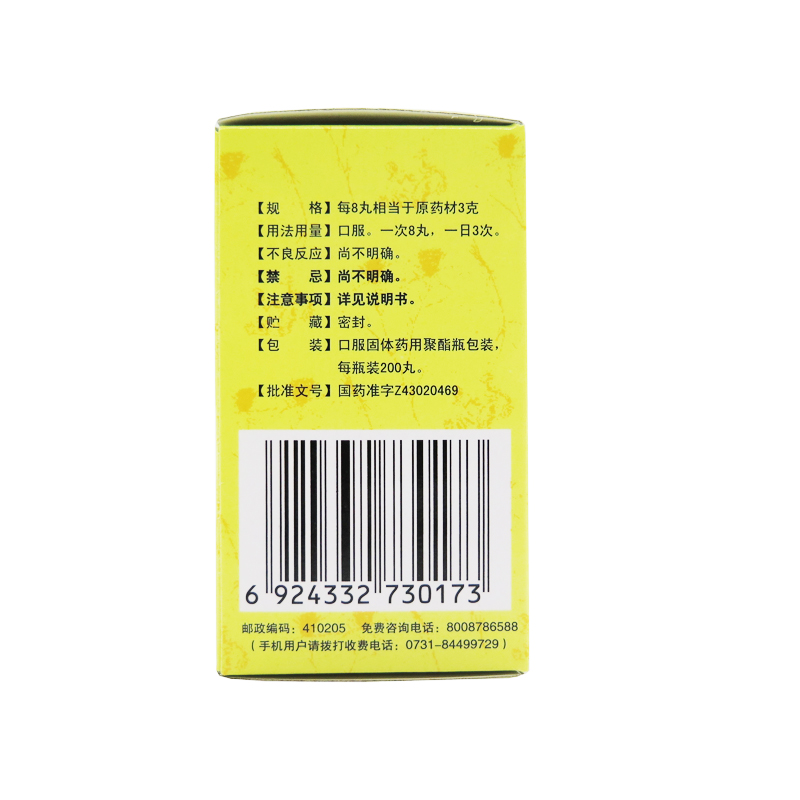 【规　　格】每8丸相当于原药材3克
【用法用量】口服。一次8丸，一日3次。
【不良反应】尚不明确。
【禁　　忌】尚不明确。
【注意事项】详见说明书。
【贮　　藏】密封。
【包　　装】口服固体药用聚酯瓶包装，
每瓶装200丸。
【批准文号】国药准字Z43020469
6 924332 730173
邮政编码：410205　免费咨询电话：8008786588
（手机用户请拨打收费电话：0731-84499729）